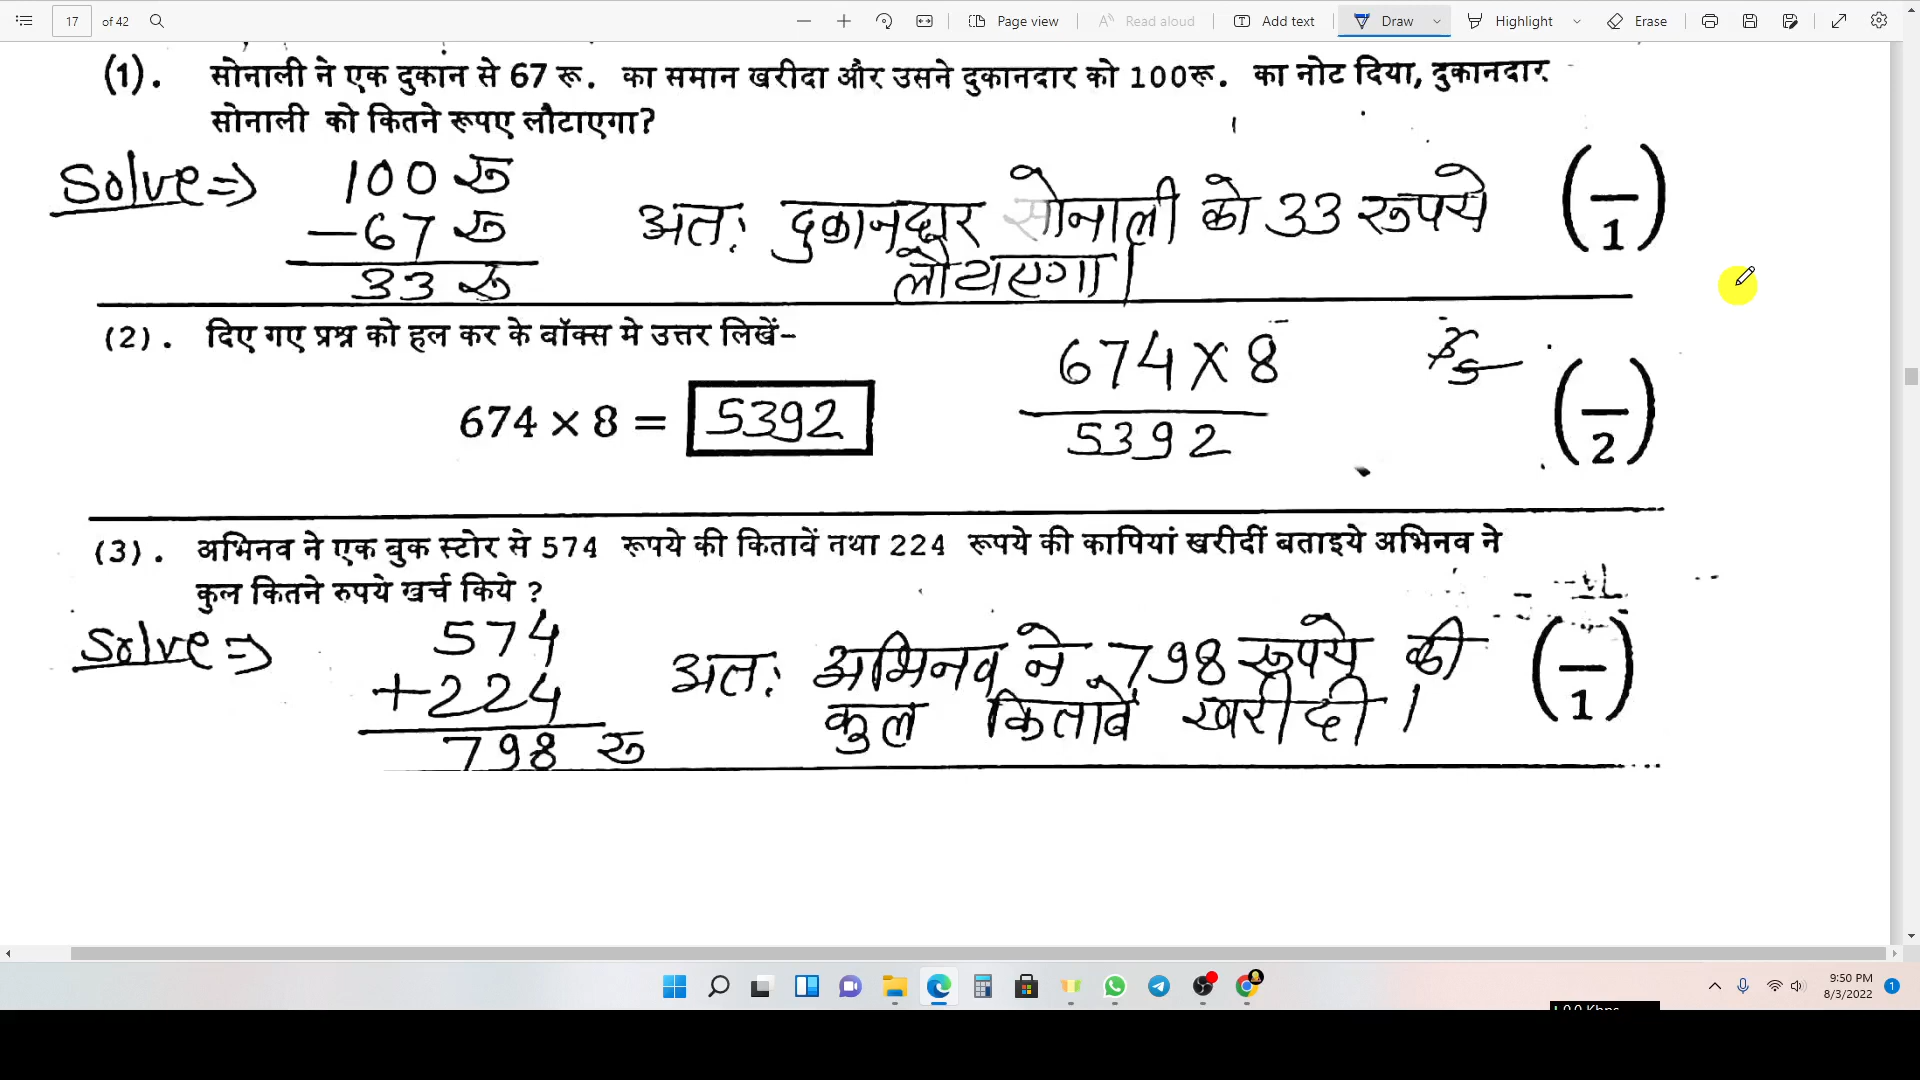 17 of 42 Page view Read aloud Add text Draw Highlight Erase
(1). सोनाली ने एक दुकान से 67 रू. का समान खरीदा और उसने दुकानदार को 100रू. का नोट दिया, दुकानदार
सोनाली को कितने रूपए लौटाएगा?
Solve⇒ 100 रू
-67 रू
33 रू
अतः दुकानदार सोनाली को 33 रूपये
लौटाएगा।
( — 1 )
(2). दिए गए प्रश्न को हल कर के बॉक्स मे उत्तर लिखें-
674 × 8 = 5392
674 X 8
5392
( — 2 )
(3). अभिनव ने एक बुक स्टोर से 574 रूपये की किताबें तथा 224 रूपये की कापियां खरीदीं बताइये अभिनव ने
कुल कितने रुपये खर्च किये ?
Solve⇒ 574
+224
798 रू
अतः अभिनव ने 798 रूपये की
कुल किताबें खरीदी।
( — 1 )
9:50 PM
8/3/2022
1